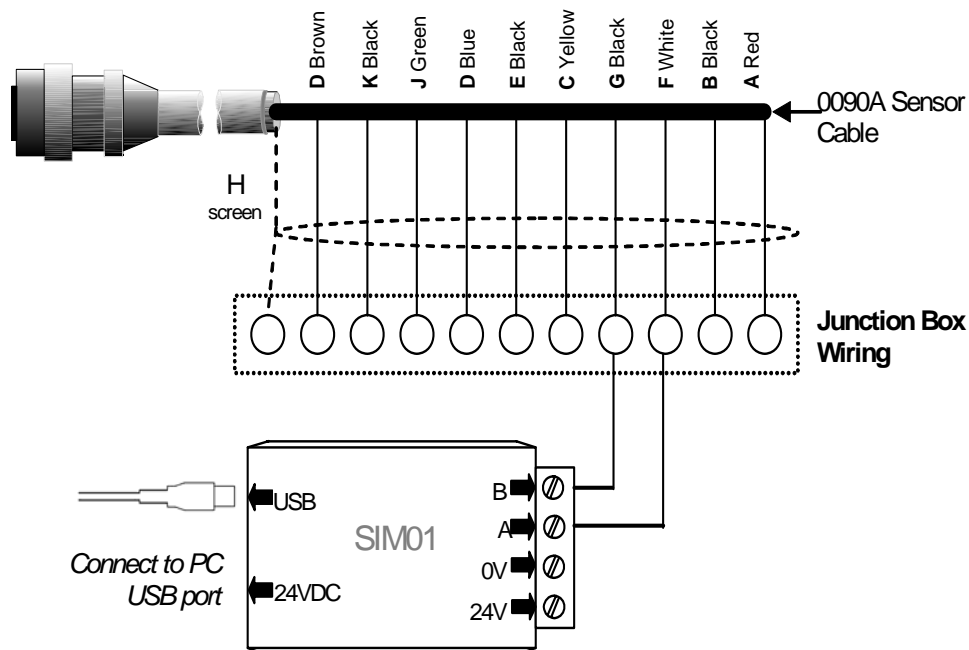 D Brown
K Black
J Green
D Blue
E Black
C Yellow
G Black
F White
B Black
A Red
0090A Sensor
Cable
H
screen
Junction Box
Wiring
B
USB
SIM01
A
Connect to PC
USB port
0V
24VDC
24V